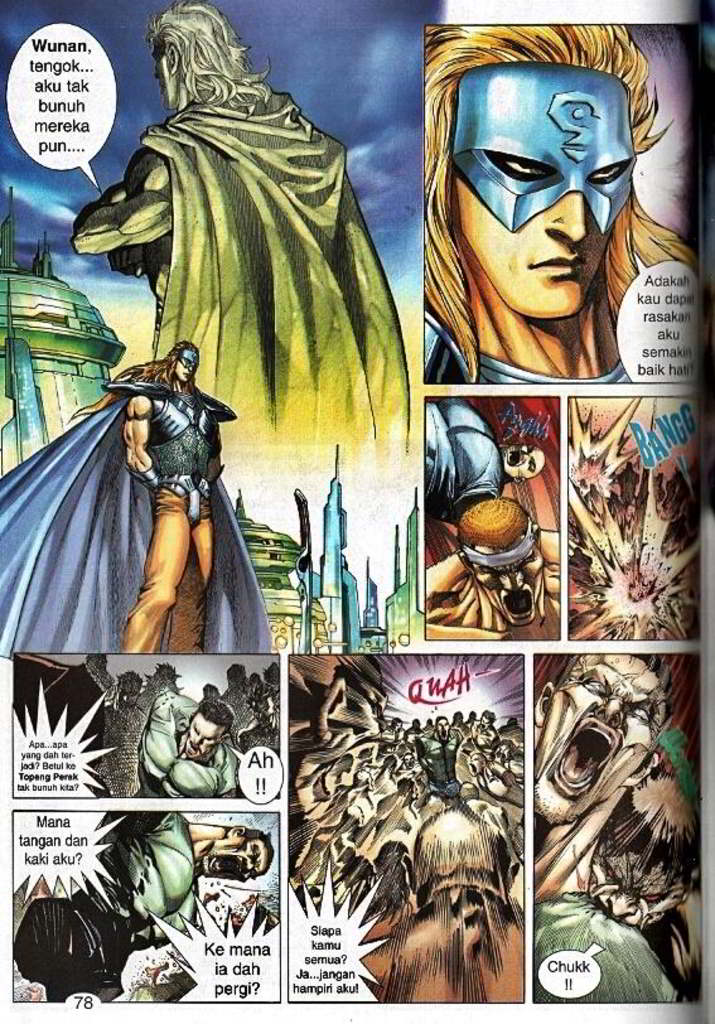 Wunan,
tengok...
aku tak
bunuh
mereka
pun....
Adakah
kau dapat
rasakan
aku
semakin
baik hati?
BANGG
Apa...apa
yang dah ter-
jadi? Betul ke
Topeng Perak
tak bunuh kita?
Ah
!!
QUAH
Mana
tangan dan
kaki aku?
Ke mana
ia dah
pergi?
Siapa
kamu
semua?
Ja...jangan
hampiri aku!
Chukk
!!
78